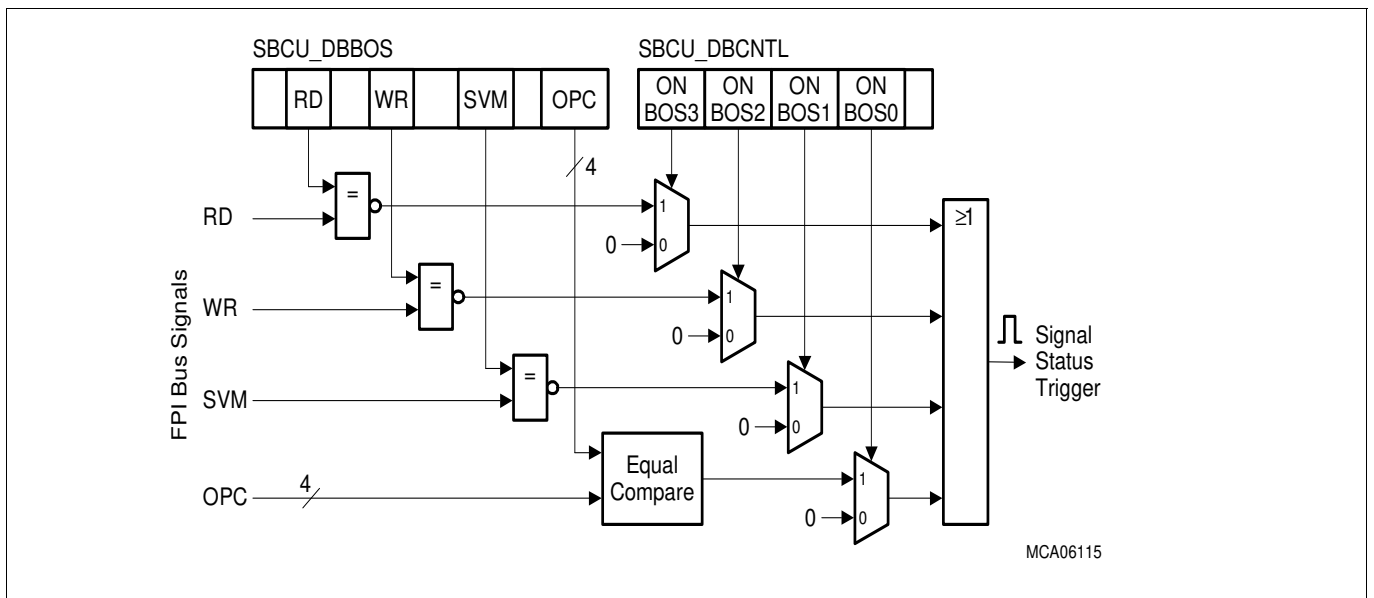 SBCU_DBBOS
SBCU_DBCNTL
RD
WR
SVM
OPC
ON
BOS3
ON
BOS2
ON
BOS1
ON
BOS0
4
=
RD
1
0
0
≥1
=
WR
1
0
0
FPI Bus Signals
Signal
Status
Trigger
=
SVM
1
0
0
Equal
Compare
OPC
4
1
0
0
MCA06115